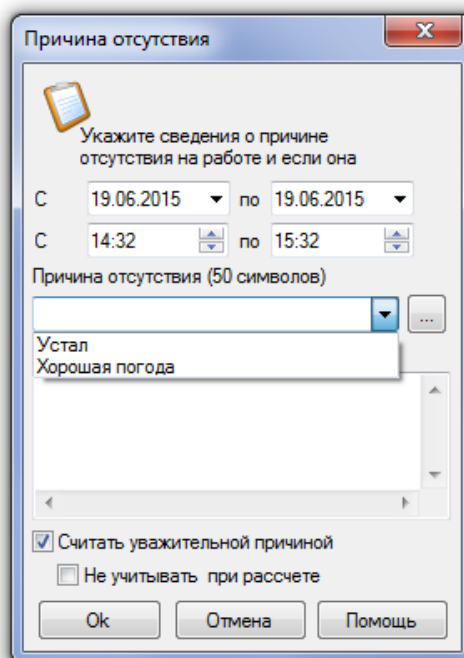 Причина отсутствия
Укажите сведения о причине
отсутствия на работе и если она
С 19.06.2015 по 19.06.2015
С 14:32 по 15:32
Причина отсутствия (50 символов)
...
Устал
Хорошая погода
Считать уважительной причиной
Не учитывать при рассчете
Ok Отмена Помощь